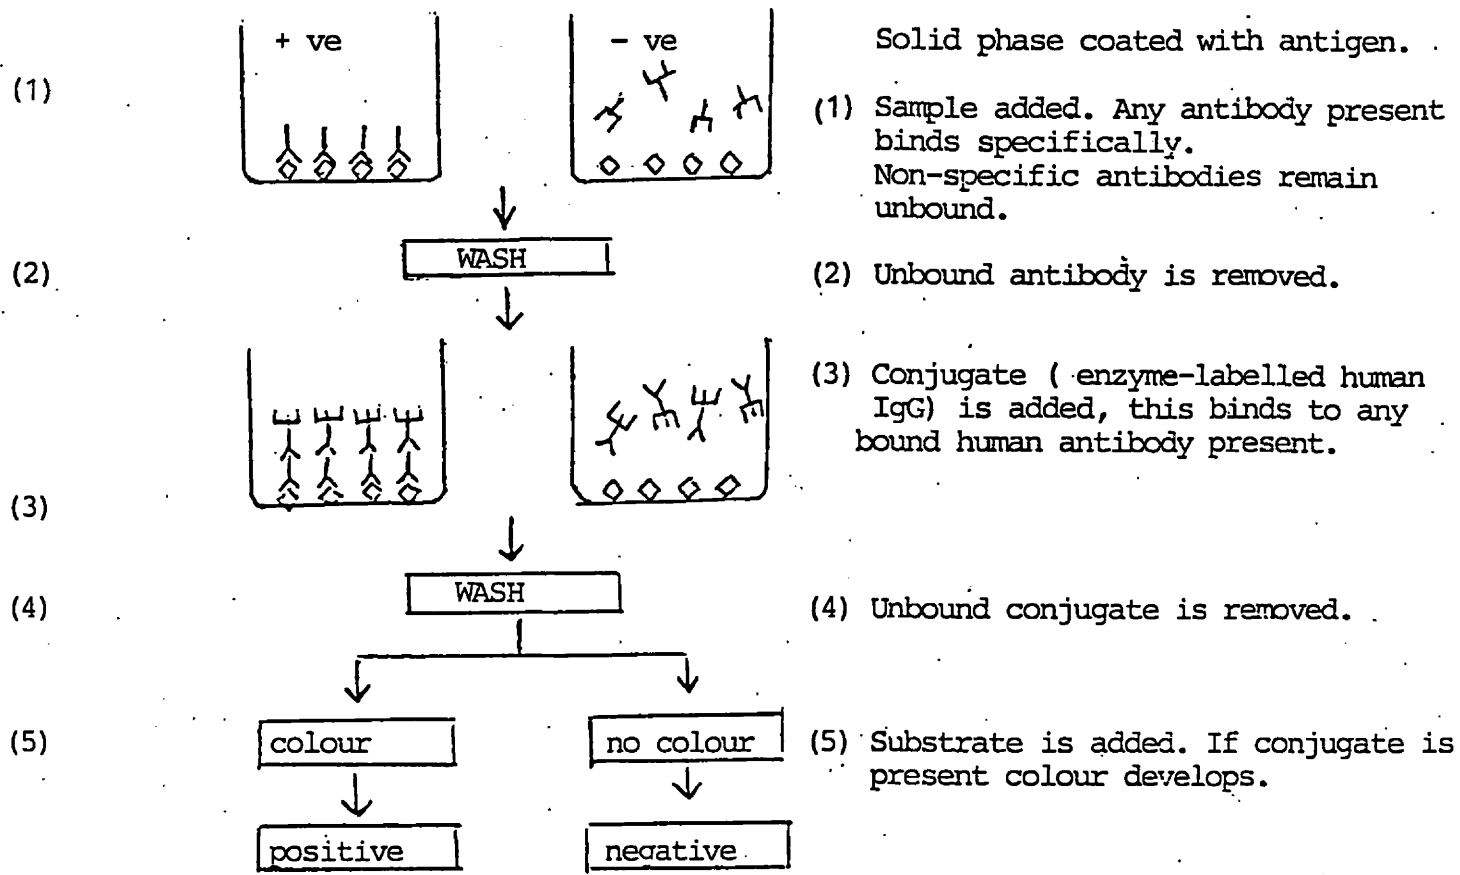 + ve
- ve
Solid phase coated with antigen.
(1)
(1) Sample added. Any antibody present
binds specifically.
Non-specific antibodies remain
unbound.
WASH
(2)
(2) Unbound antibody is removed.
(3) Conjugate ( enzyme-labelled human
IgG) is added, this binds to any
bound human antibody present.
(3)
WASH
(4)
(4) Unbound conjugate is removed.
(5)
colour
no colour
(5) Substrate is added. If conjugate is
present colour develops.
positive
negative